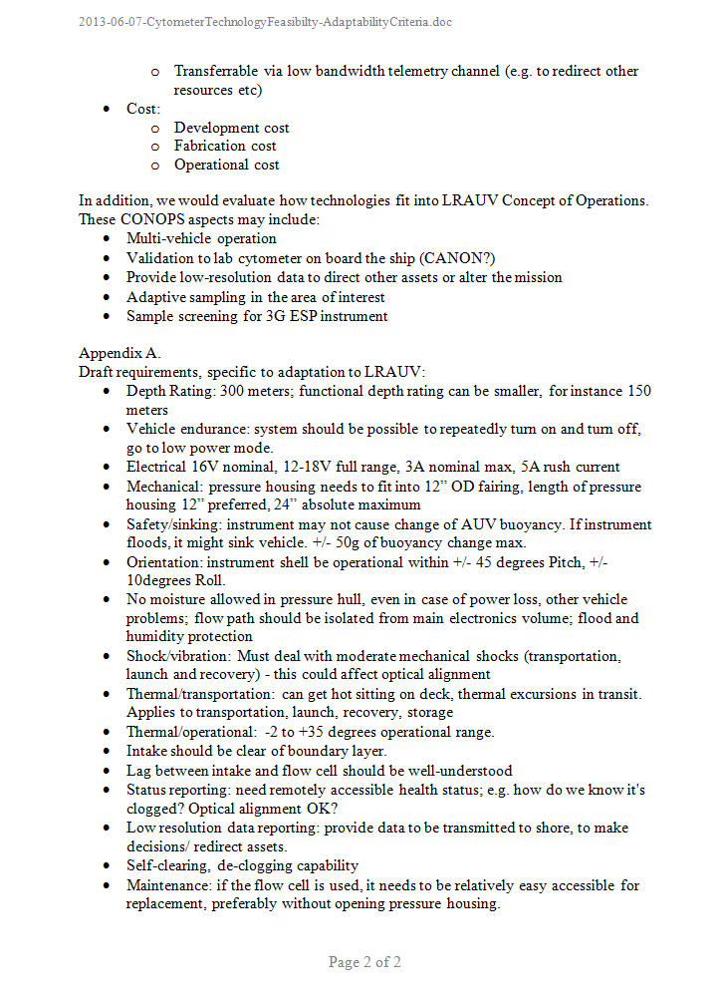 2013-06-07-CytometerTechnologyFeasibilty-AdaptabilityCriteria.doc
o Transferrable via low bandwidth telemetry channel (e.g. to redirect other
resources etc)
• Cost:
o Development cost
o Fabrication cost
o Operational cost
In addition, we would evaluate how technologies fit into LRAUV Concept of Operations.
These CONOPS aspects may include:
• Multi-vehicle operation
• Validation to lab cytometer on board the ship (CANON?)
• Provide low-resolution data to direct other assets or alter the mission
• Adaptive sampling in the area of interest
• Sample screening for 3G ESP instrument
Appendix A.
Draft requirements, specific to adaptation to LRAUV:
• Depth Rating: 300 meters; functional depth rating can be smaller, for instance 150
meters
• Vehicle endurance: system should be possible to repeatedly turn on and turn off,
go to low power mode.
• Electrical 16V nominal, 12-18V full range, 3A nominal max, 5A rush current
• Mechanical: pressure housing needs to fit into 12” OD fairing, length of pressure
housing 12” preferred, 24” absolute maximum
• Safety/sinking: instrument may not cause change of AUV buoyancy. If instrument
floods, it might sink vehicle. +/- 50g of buoyancy change max.
• Orientation: instrument shell be operational within +/- 45 degrees Pitch, +/-
10degrees Roll.
• No moisture allowed in pressure hull, even in case of power loss, other vehicle
problems; flow path should be isolated from main electronics volume; flood and
humidity protection
• Shock/vibration: Must deal with moderate mechanical shocks (transportation,
launch and recovery) - this could affect optical alignment
• Thermal/transportation: can get hot sitting on deck, thermal excursions in transit.
Applies to transportation, launch, recovery, storage
• Thermal/operational: -2 to +35 degrees operational range.
• Intake should be clear of boundary layer.
• Lag between intake and flow cell should be well-understood
• Status reporting: need remotely accessible health status; e.g. how do we know it's
clogged? Optical alignment OK?
• Low resolution data reporting: provide data to be transmitted to shore, to make
decisions/ redirect assets.
• Self-clearing, de-clogging capability
• Maintenance: if the flow cell is used, it needs to be relatively easy accessible for
replacement, preferably without opening pressure housing.
Page 2 of 2